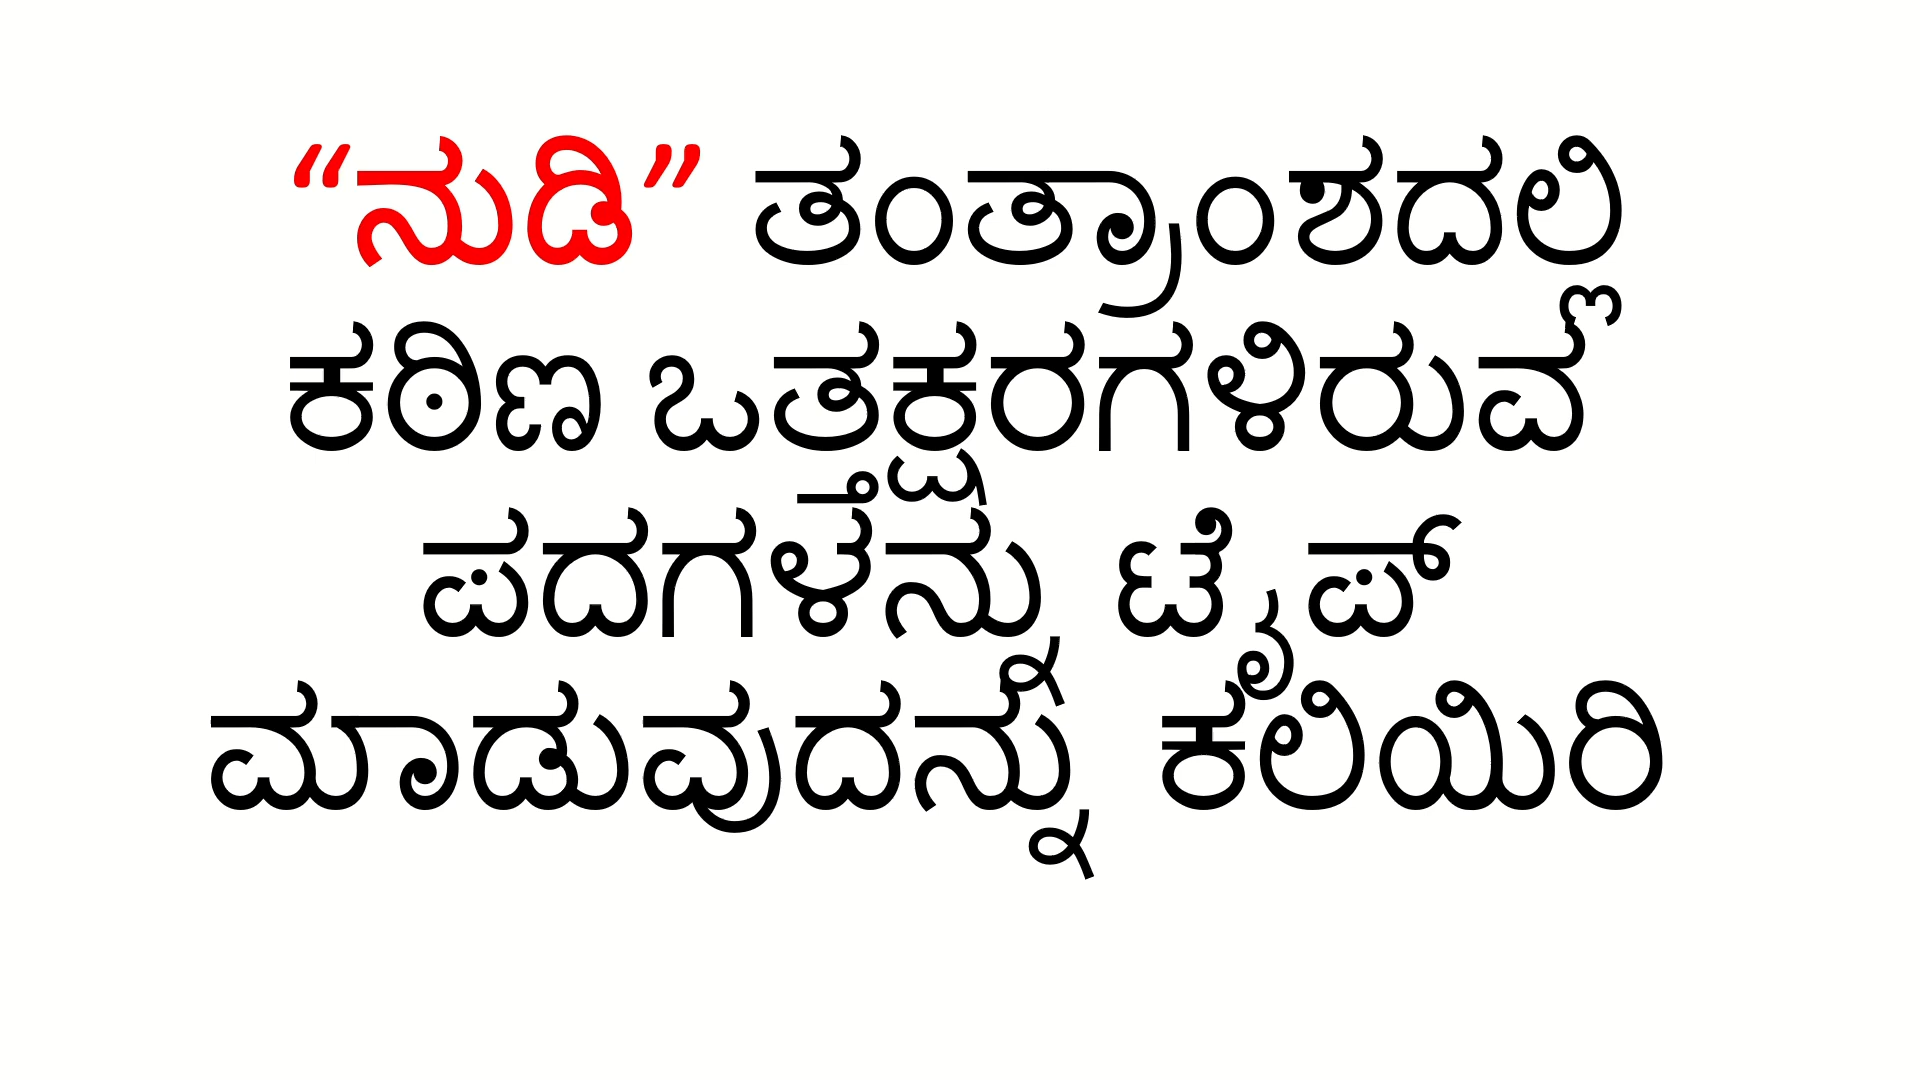 “ನುಡಿ” ತಂತ್ರಾಂಶದಲ್ಲಿ
ಕಠಿಣ ಒತ್ತಕ್ಷರಗಳಿರುವ
ಪದಗಳನ್ನು ಟೈಪ್
ಮಾಡುವುದನ್ನು ಕಲಿಯಿರಿ